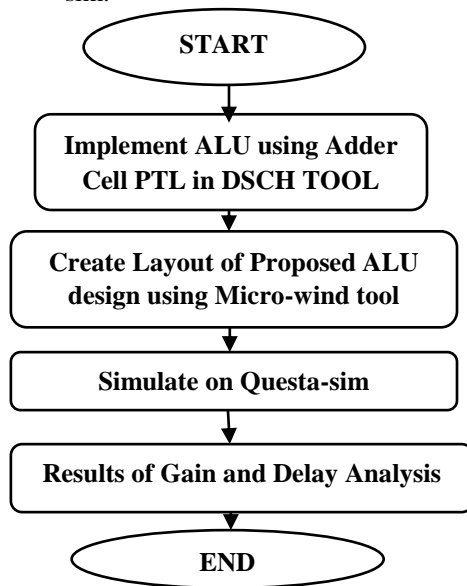 sim.
START
Implement ALU using Adder
Cell PTL in DSCH TOOL
Create Layout of Proposed ALU
design using Micro-wind tool
Simulate on Questa-sim
Results of Gain and Delay Analysis
END